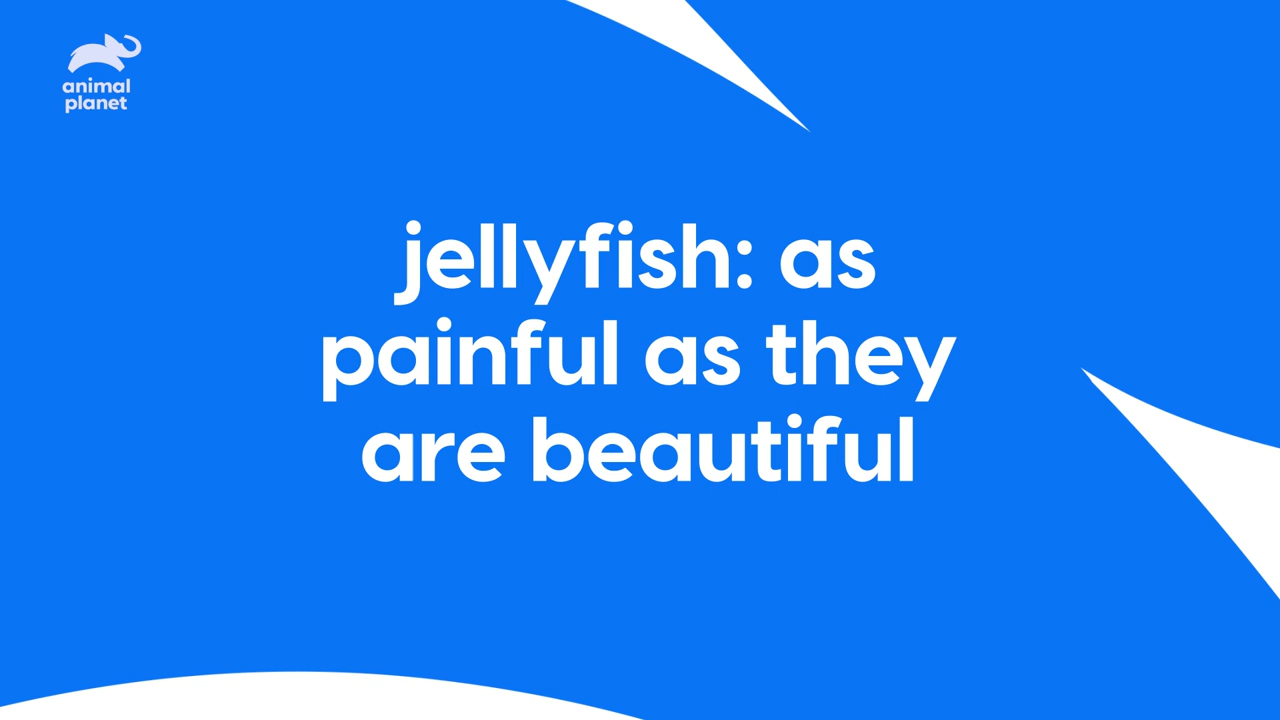 animal
planet
jellyfish: as
painful as they
are beautiful